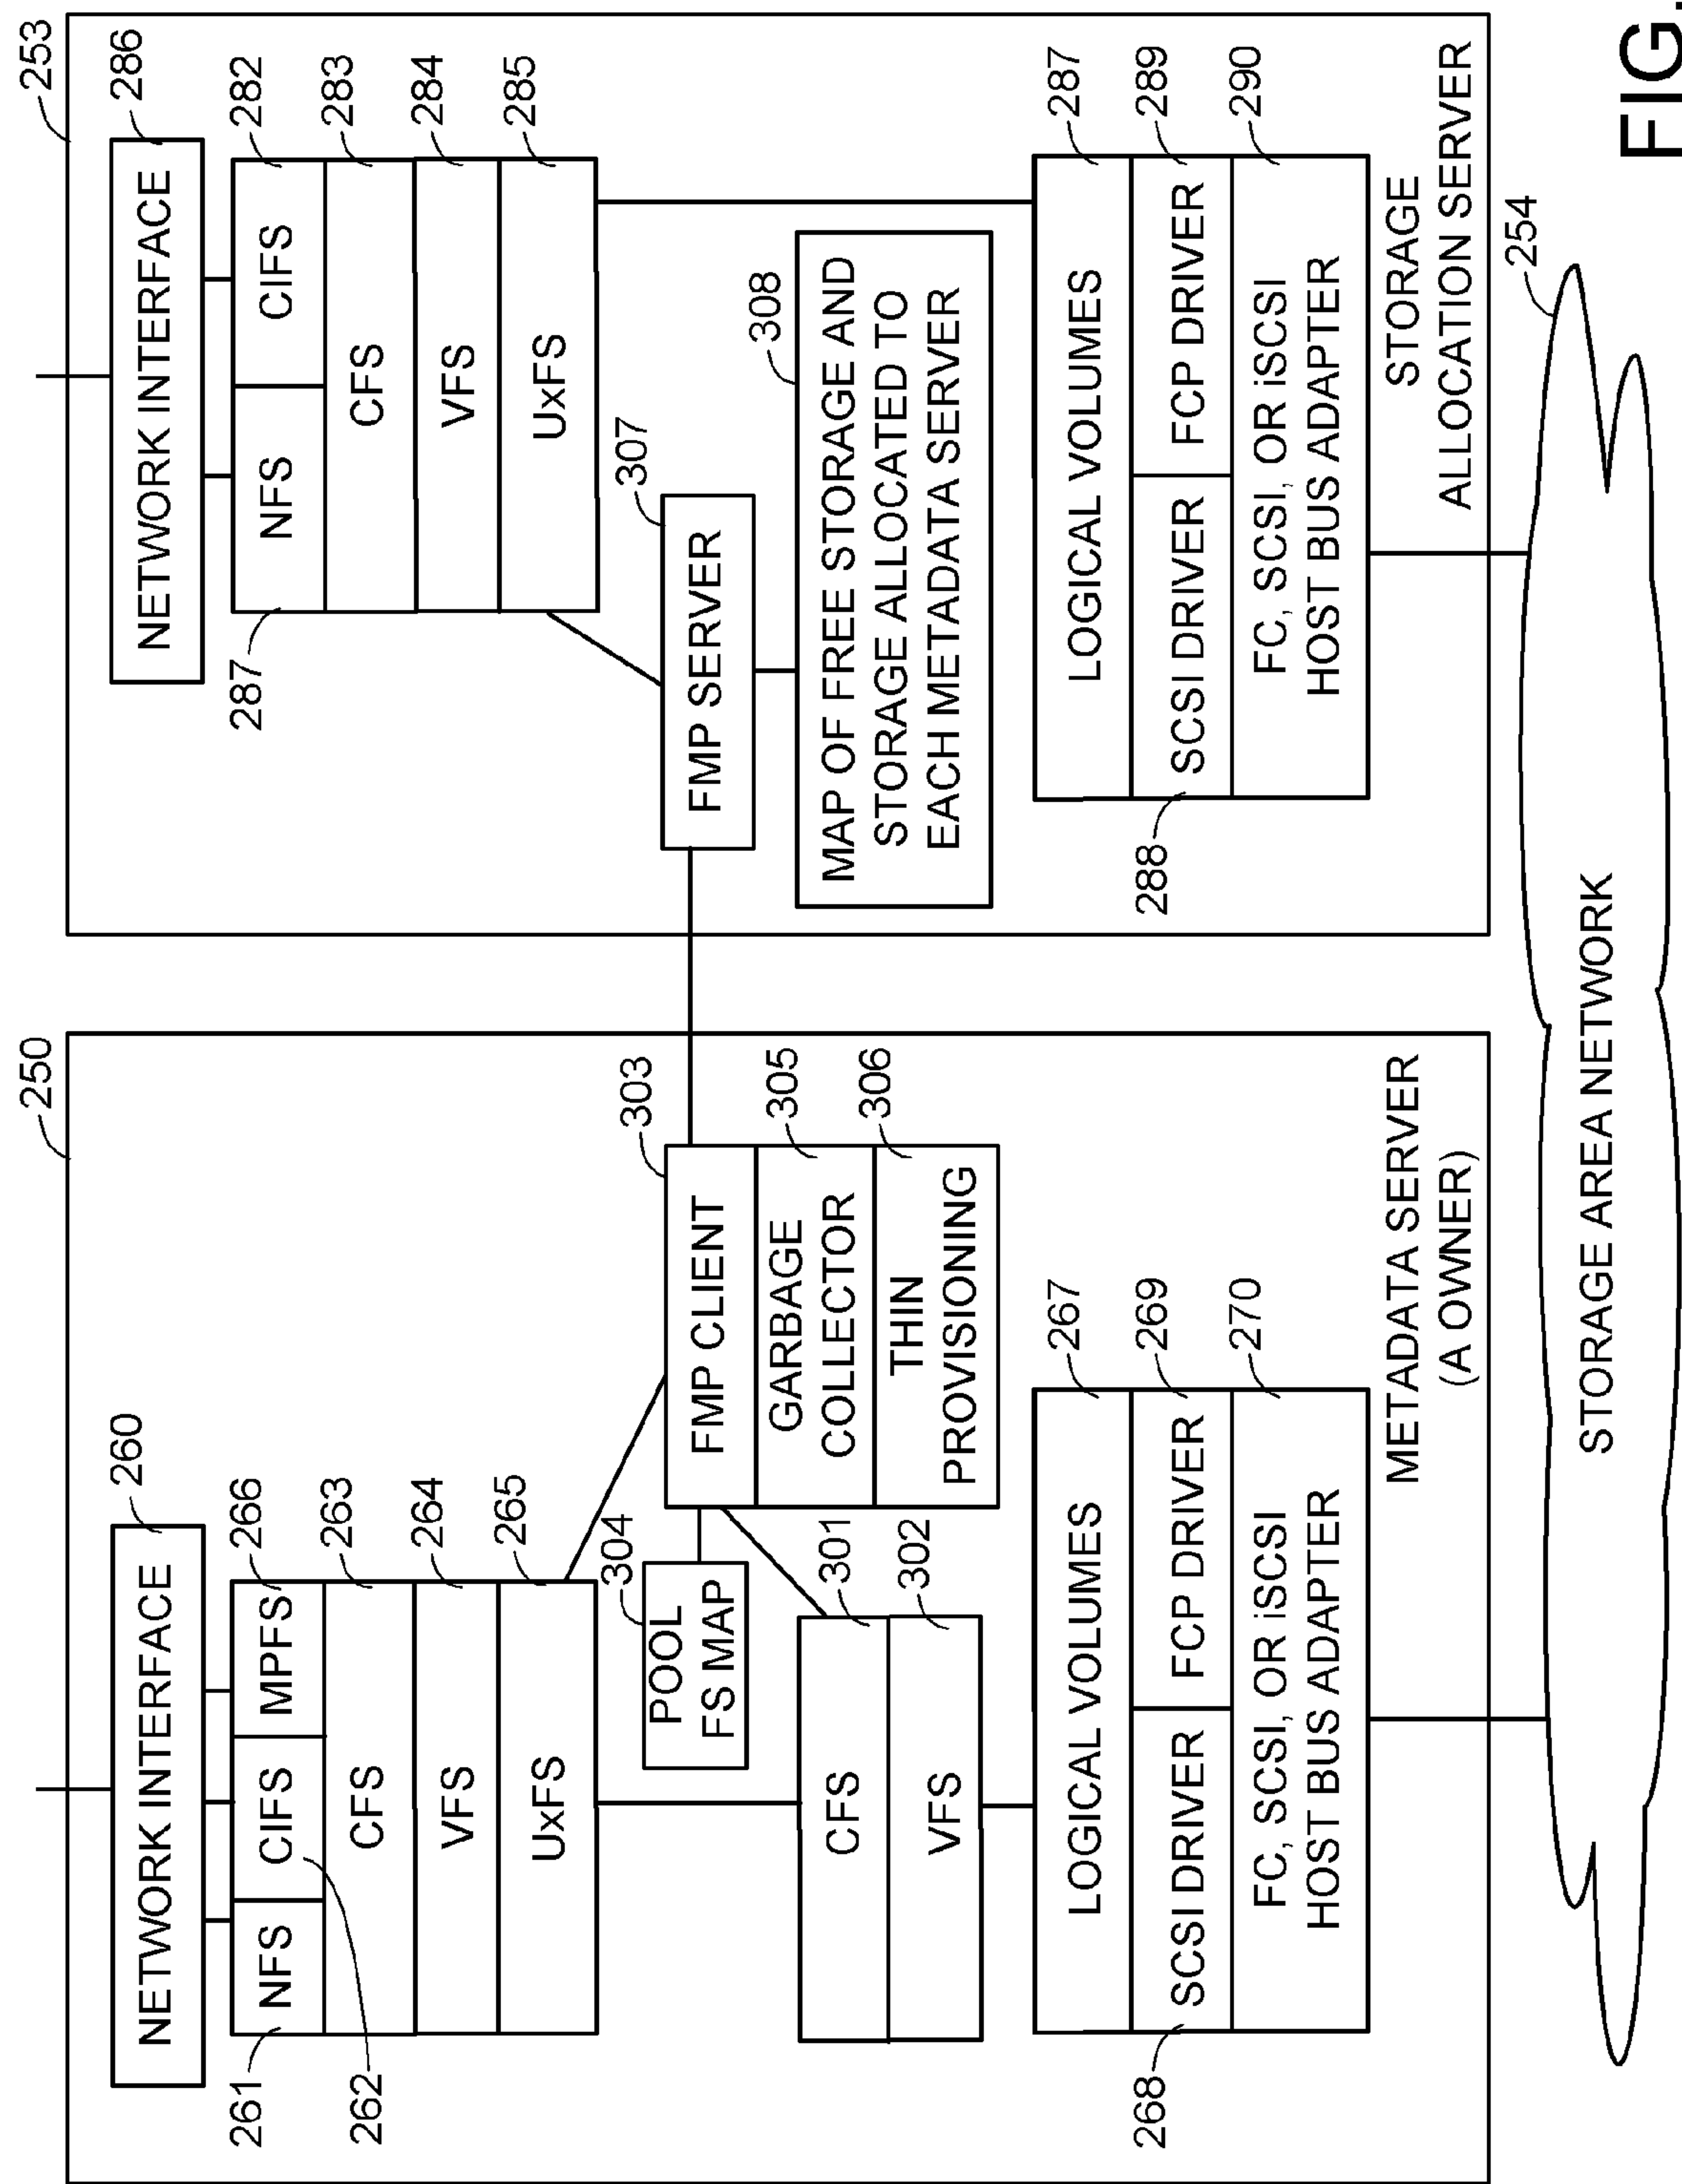 250
NETWORK INTERFACE
260
261
NFS
CIFS
MPFS
266
262
CFS
263
VFS
264
UxFS
265
304
POOL
FS MAP
303
FMP CLIENT
GARBAGE
COLLECTOR
305
THIN
PROVISIONING
306
CFS
301
VFS
302
LOGICAL VOLUMES
267
268
SCSI DRIVER
FCP DRIVER
269
FC, SCSI, OR iSCSI
HOST BUS ADAPTER
270
METADATA SERVER
(A OWNER)
253
NETWORK INTERFACE
286
287
NFS
CIFS
282
CFS
283
VFS
284
UxFS
285
307
FMP SERVER
308
MAP OF FREE STORAGE AND
STORAGE ALLOCATED TO
EACH METADATA SERVER
LOGICAL VOLUMES
287
288
SCSI DRIVER
FCP DRIVER
289
FC, SCSI, OR iSCSI
HOST BUS ADAPTER
290
STORAGE
ALLOCATION SERVER
254
STORAGE AREA NETWORK
FIG.